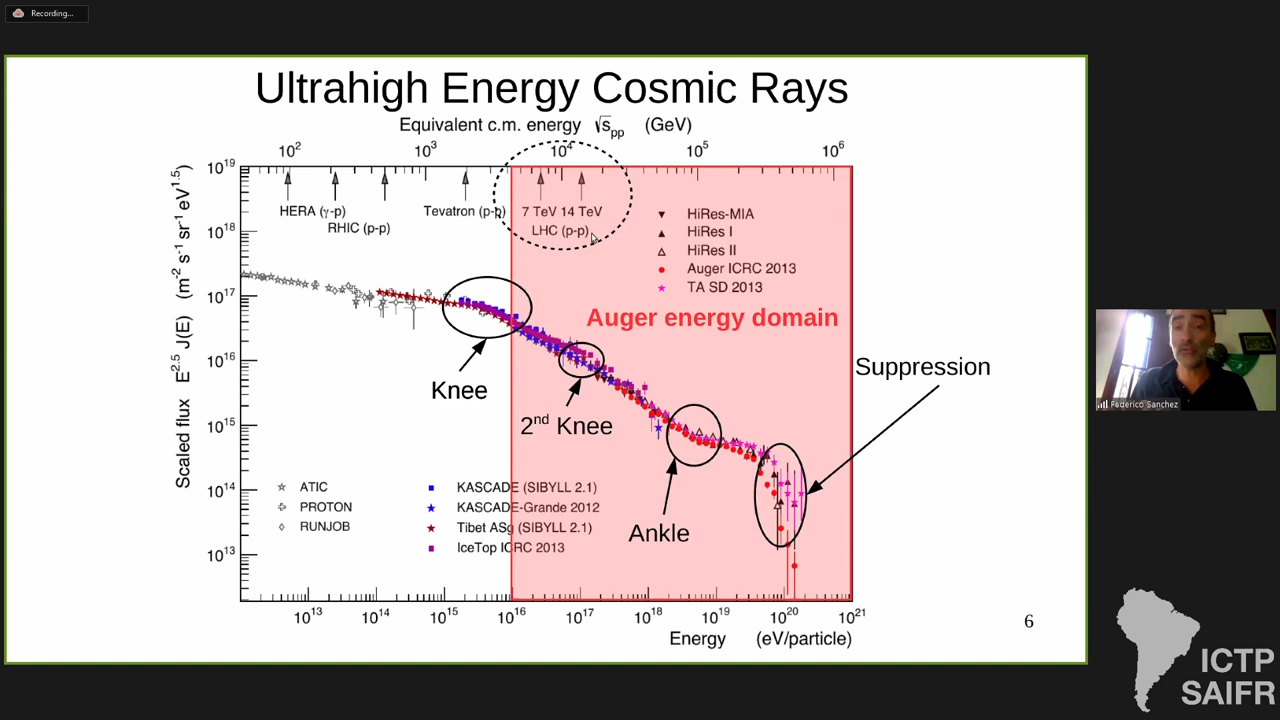 Recording...
Ultrahigh Energy Cosmic Rays
Equivalent c.m. energy √s_pp (GeV)
10² 10³ 10⁴ 10⁵ 10⁶
Scaled flux E^2.5 J(E) (m⁻² s⁻¹ sr⁻¹ eV^1.5)
10¹⁹
10¹⁸
10¹⁷
10¹⁶
10¹⁵
10¹⁴
10¹³
HERA (γ-p)
RHIC (p-p)
Tevatron (p-p)
7 TeV 14 TeV
LHC (p-p)
HiRes-MIA
HiRes I
HiRes II
Auger ICRC 2013
TA SD 2013
Auger energy domain
Knee
2nd Knee
Ankle
Suppression
ATIC
PROTON
RUNJOB
KASCADE (SIBYLL 2.1)
KASCADE-Grande 2012
Tibet ASg (SIBYLL 2.1)
IceTop ICRC 2013
10¹³ 10¹⁴ 10¹⁵ 10¹⁶ 10¹⁷ 10¹⁸ 10¹⁹ 10²⁰ 10²¹
Energy (eV/particle)
6
Federico Sanchez
ICTP
SAIFR